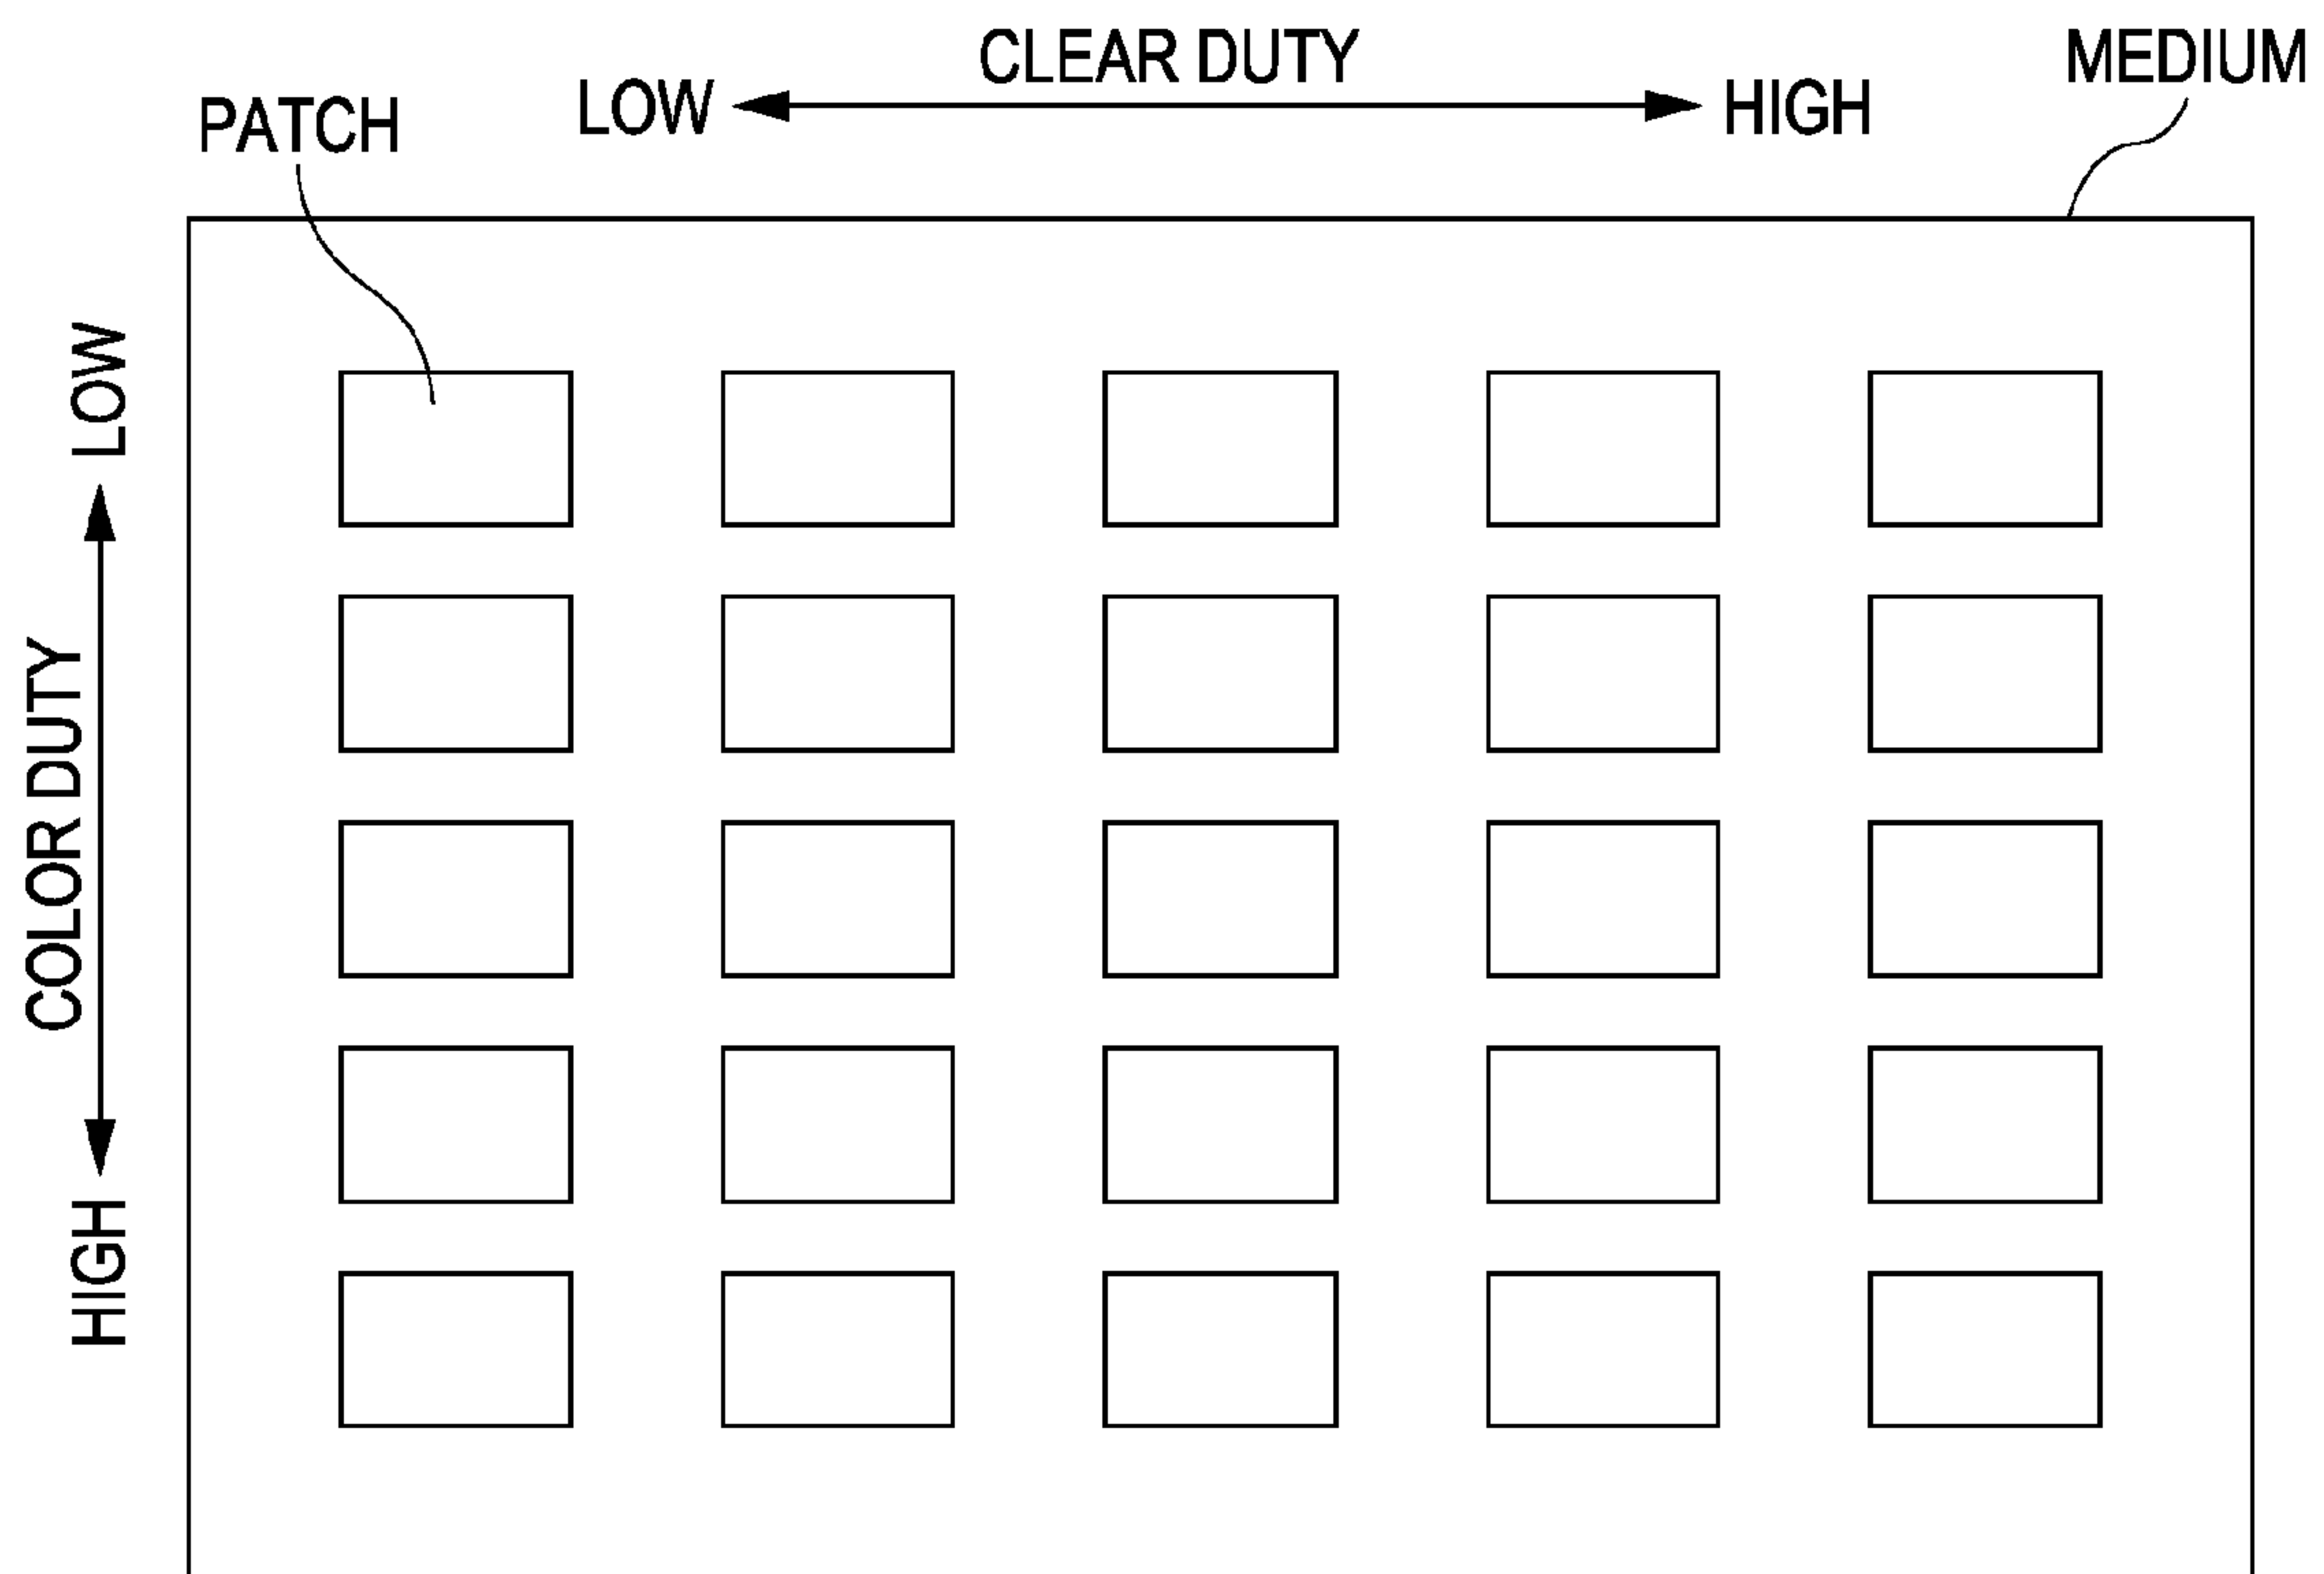 CLEAR DUTY
MEDIUM
PATCH
LOW
HIGH
LOW
COLOR DUTY
HIGH